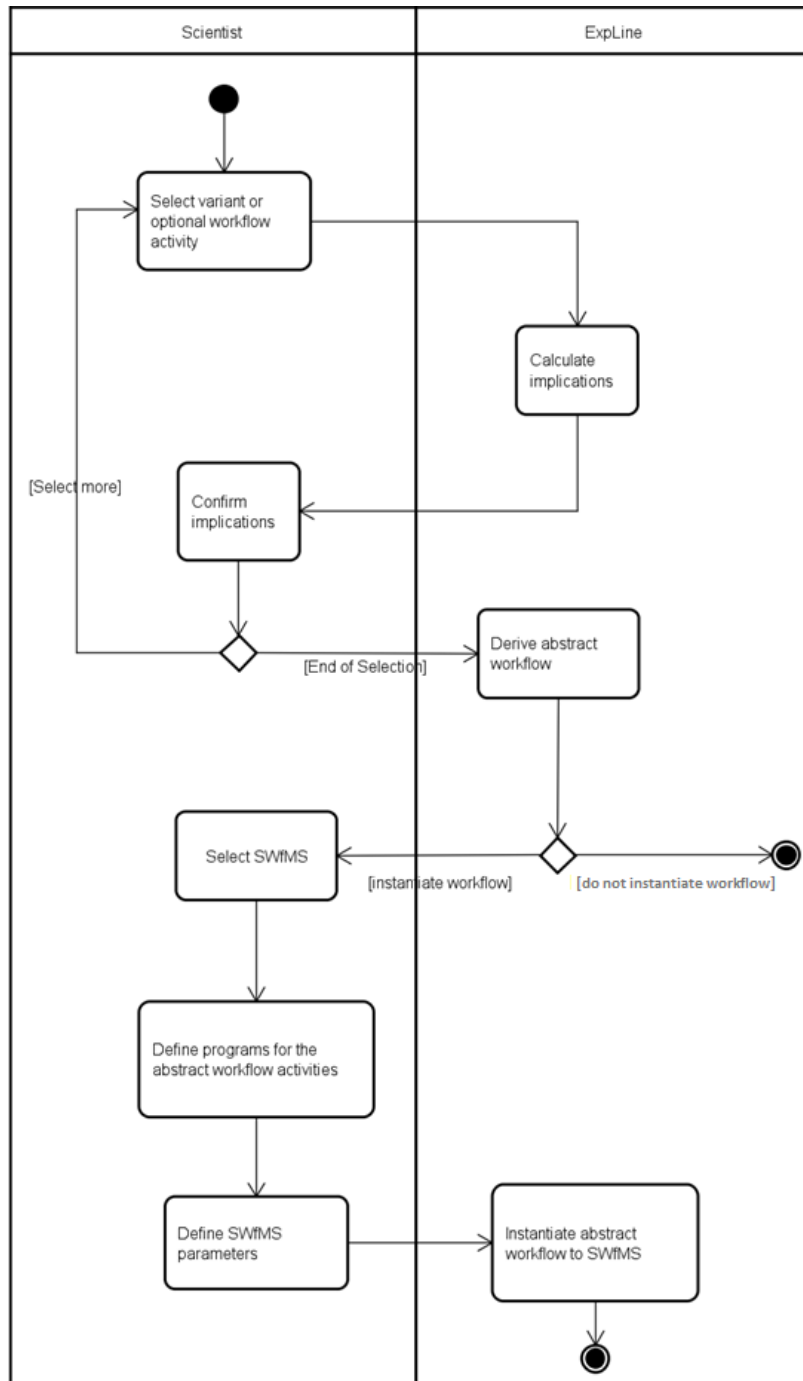 Scientist
ExpLine
Select variant or
optional workflow
activity
Calculate
implications
[Select more]
Confirm
implications
Derive abstract
workflow
[End of Selection]
Select SWfMS
[instantiate workflow]
[do not instantiate workflow]
Define programs for the
abstract workflow activities
Define SWfMS
parameters
Instantiate abstract
workflow to SWfMS